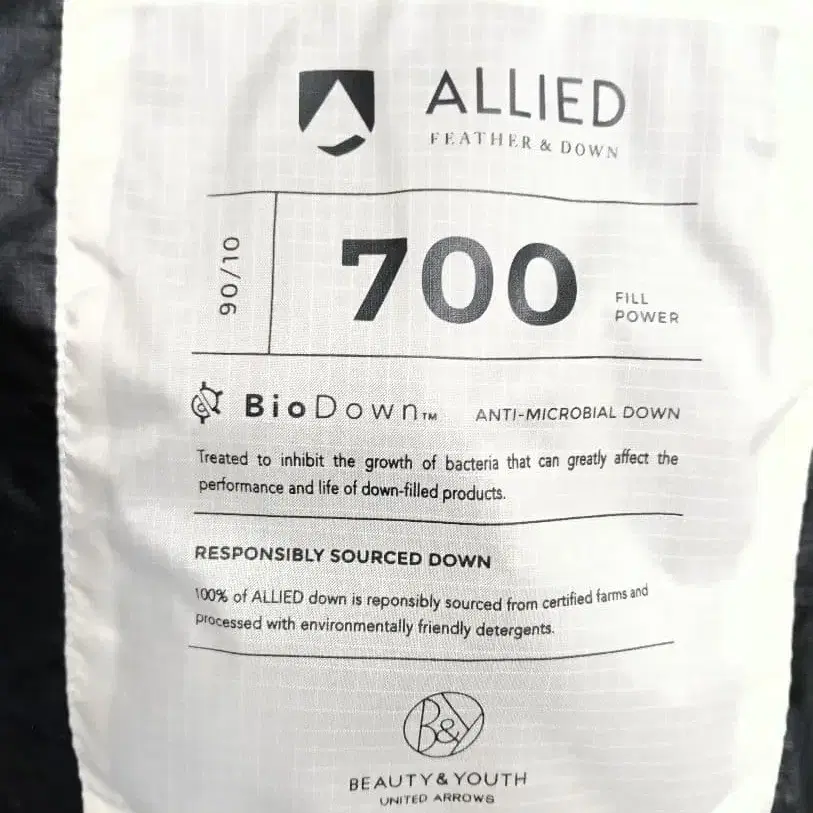 ALLIED
FEATHER & DOWN
90/10
700
FILL
POWER
BioDown™
ANTI-MICROBIAL DOWN
Treated to inhibit the growth of bacteria that can greatly affect the
performance and life of down-filled products.
RESPONSIBLY SOURCED DOWN
100% of ALLIED down is reponsibly sourced from certified farms and
processed with environmentally friendly detergents.
B&Y
BEAUTY & YOUTH
UNITED ARROWS